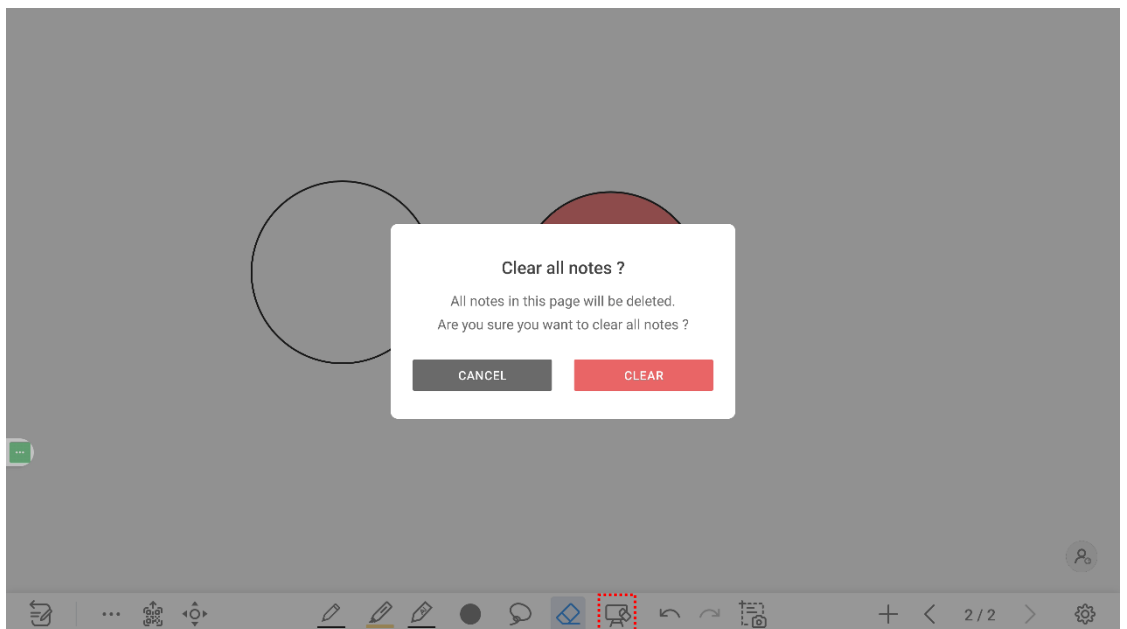 Clear all notes ?
All notes in this page will be deleted.
Are you sure you want to clear all notes ?
CANCEL
CLEAR
2 / 2